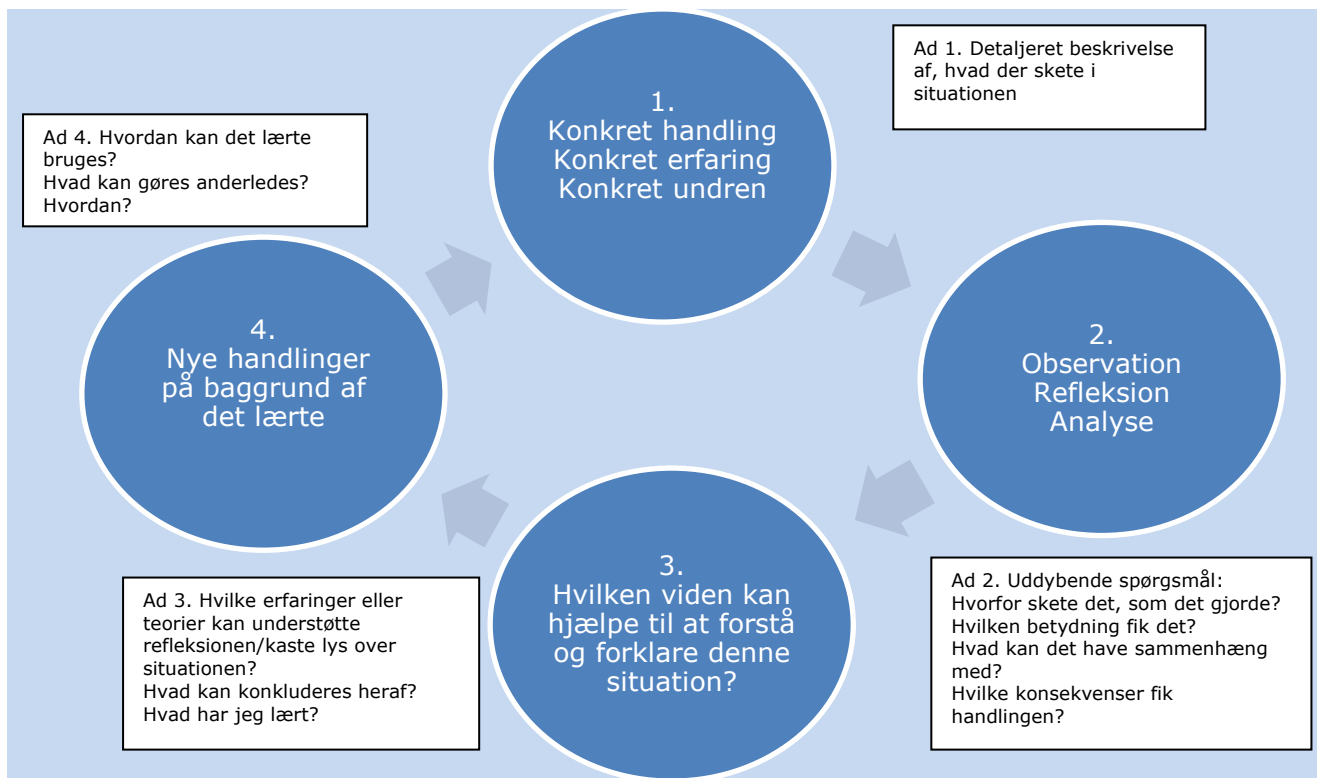 1.
Konkret handling
Konkret erfaring
Konkret undren
Ad 1. Detaljeret beskrivelse
af, hvad der skete i
situationen
2.
Observation
Refleksion
Analyse
Ad 2. Uddybende spørgsmål:
Hvorfor skete det, som det gjorde?
Hvilken betydning fik det?
Hvad kan det have sammenhæng
med?
Hvilke konsekvenser fik
handlingen?
3.
Hvilken viden kan
hjælpe til at forstå
og forklare denne
situation?
Ad 3. Hvilke erfaringer eller
teorier kan understøtte
refleksionen/kaste lys over
situationen?
Hvad kan konkluderes heraf?
Hvad har jeg lært?
4.
Nye handlinger
på baggrund af
det lærte
Ad 4. Hvordan kan det lærte
bruges?
Hvad kan gøres anderledes?
Hvordan?